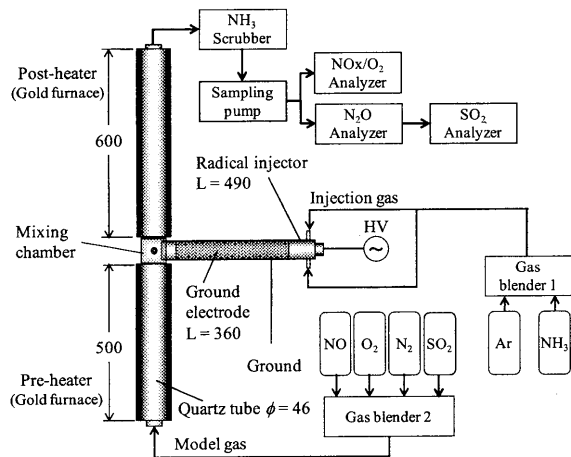 NH3
Scrubber
Post-heater
(Gold furnace)
600
Sampling
pump
NOx/O2
Analyzer
N2O
Analyzer
SO2
Analyzer
Radical injector
L = 490
Injection gas
HV
~
Mixing
chamber
Ground
electrode
L = 360
Ground
Gas
blender 1
Ar
NH3
NO
O2
N2
SO2
500
Pre-heater
(Gold furnace)
Quartz tube ϕ = 46
Gas blender 2
Model gas